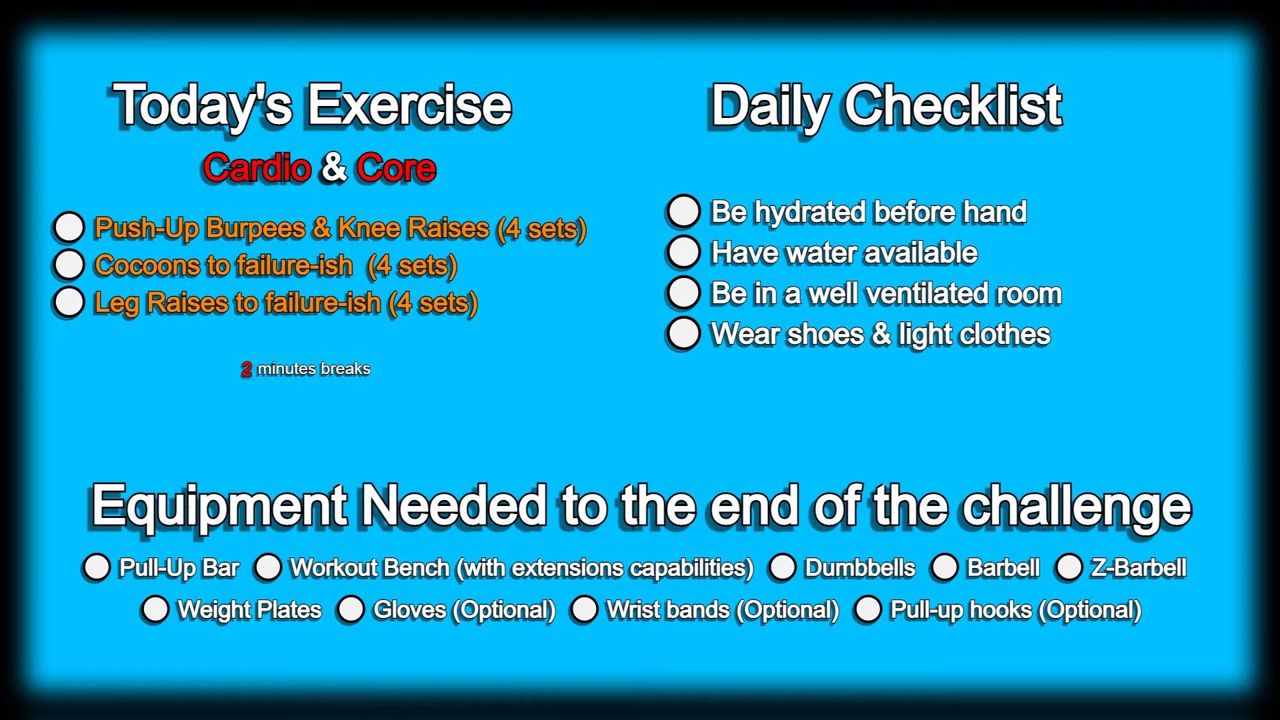 Today's Exercise
Cardio & Core
Push-Up Burpees & Knee Raises (4 sets)
Cocoons to failure-ish (4 sets)
Leg Raises to failure-ish (4 sets)
2 minutes breaks
Daily Checklist
Be hydrated before hand
Have water available
Be in a well ventilated room
Wear shoes & light clothes
Equipment Needed to the end of the challenge
Pull-Up Bar Workout Bench (with extensions capabilities) Dumbbells Barbell Z-Barbell
Weight Plates Gloves (Optional) Wrist bands (Optional) Pull-up hooks (Optional)